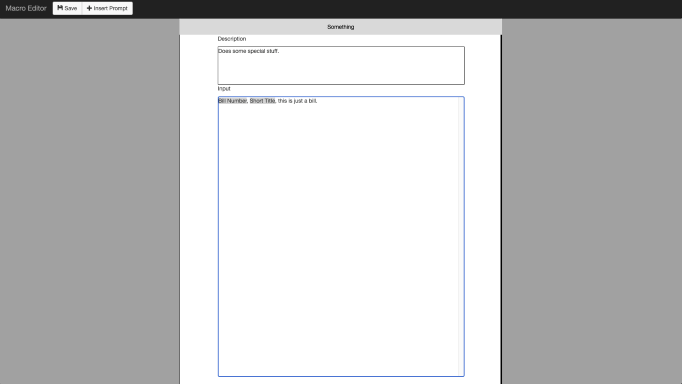 Macro Editor
Save
Insert Prompt
Something
Description
Does some special stuff.
Input
Bill Number, Short Title, this is just a bill.